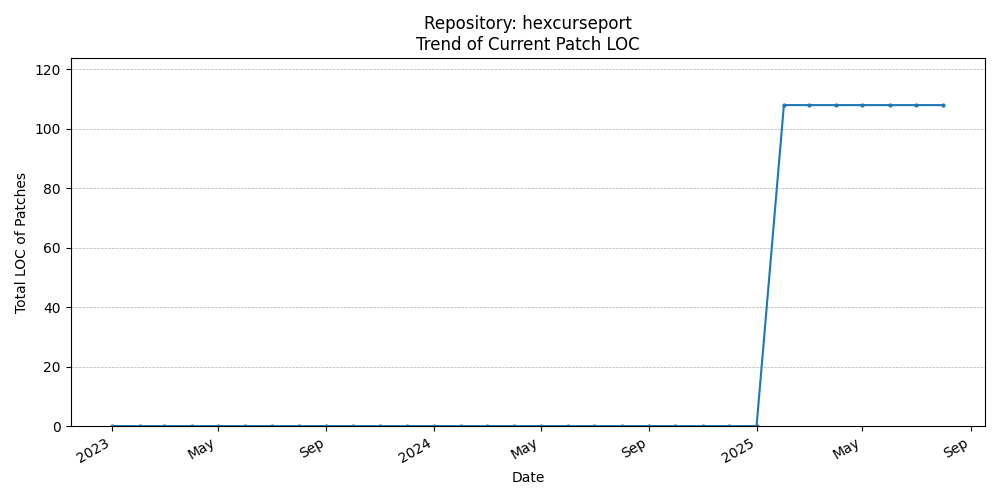 Repository: hexcurseport
Trend of Current Patch LOC
120
100
80
60
40
20
0
Total LOC of Patches
2023
May
Sep
2024
May
Sep
2025
May
Sep
Date